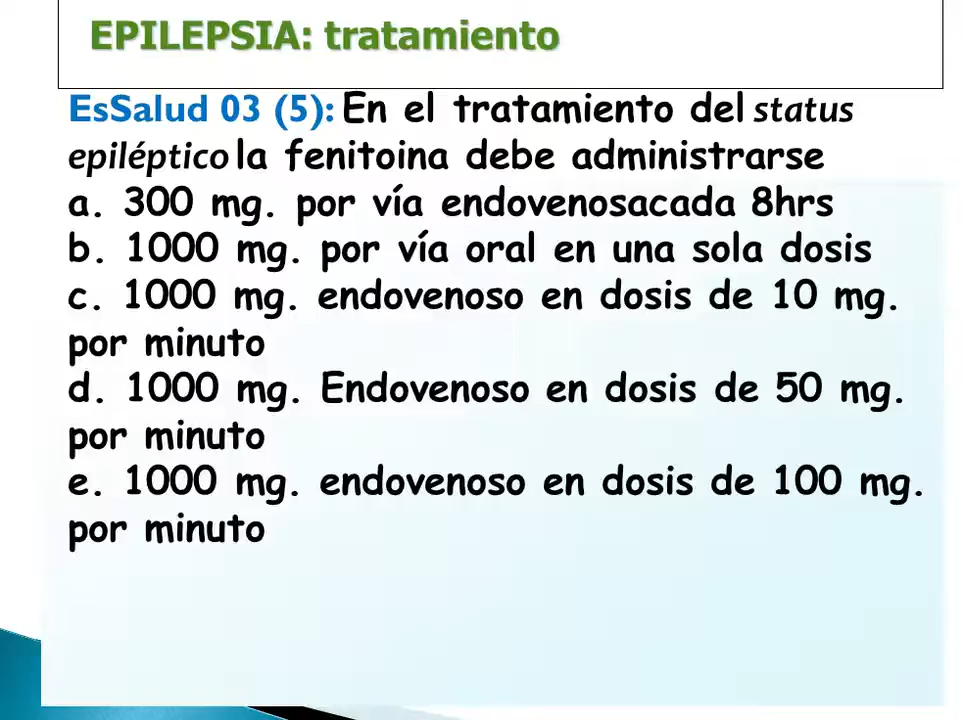 EPILEPSIA: tratamiento
EsSalud 03 (5): En el tratamiento del status
epiléptico la fenitoina debe administrarse
a. 300 mg. por vía endovenosacada 8hrs
b. 1000 mg. por vía oral en una sola dosis
c. 1000 mg. endovenoso en dosis de 10 mg.
por minuto
d. 1000 mg. Endovenoso en dosis de 50 mg.
por minuto
e. 1000 mg. endovenoso en dosis de 100 mg.
por minuto